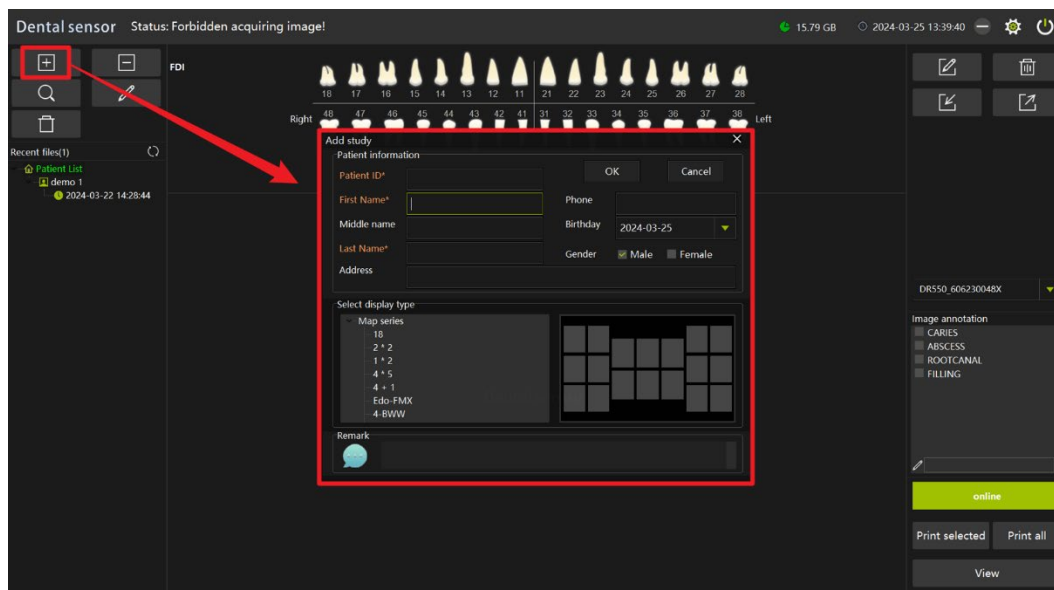 Dental sensor Status: Forbidden acquiring image! 15.79 GB 2024-03-25 13:39:40
FDI
18 17 16 15 14 13 12 11 21 22 23 24 25 26 27 28
Right 48 47 46 45 44 43 42 41 31 32 33 34 35 36 37 38 Left
Recent files(1)
Patient List
demo 1
2024-03-22 14:28:44
Add study
Patient information
Patient ID* OK Cancel
First Name* Phone
Middle name Birthday 2024-03-25
Last Name* Gender Male Female
Address
Select display type
Map series
18
2 * 2
1 * 2
4 * 5
4 + 1
Edo-FMX
4-BWW
Remark
DR550_606230048X
Image annotation
CARIES
ABSCESS
ROOTCANAL
FILLING
online
Print selected Print all
View